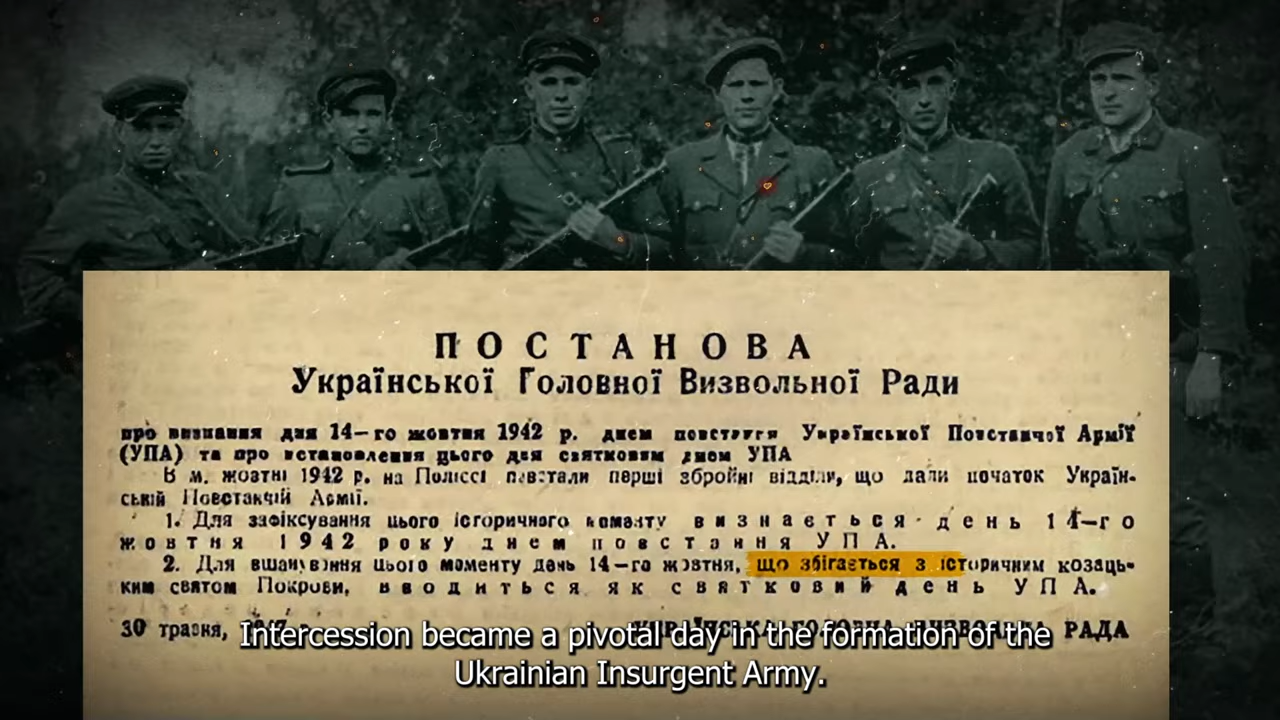 ПОСТАНОВА
Української Головної Визвольної Ради
про визнання дня 14-го жовтня 1942 р. днем повстання Української Повстанчої Армії
(УПА) та про встановлення цього дня святковим днем УПА
В м. жовтні 1942 р. на Поліссі повстали перші збройні відділи, що дали початок Україн-
ській Повстанчій Армії.
1. Для зафіксування цього історичного моменту визнається день 14-го
жовтня 1942 року днем повстання УПА.
2. Для вшанування цього моменту день 14-го жовтня, що збігається з історичним козаць-
ким святом Покрови, вводиться як святковий день УПА.
30 травня, РАДА
Intercession became a pivotal day in the formation of the
Ukrainian Insurgent Army.